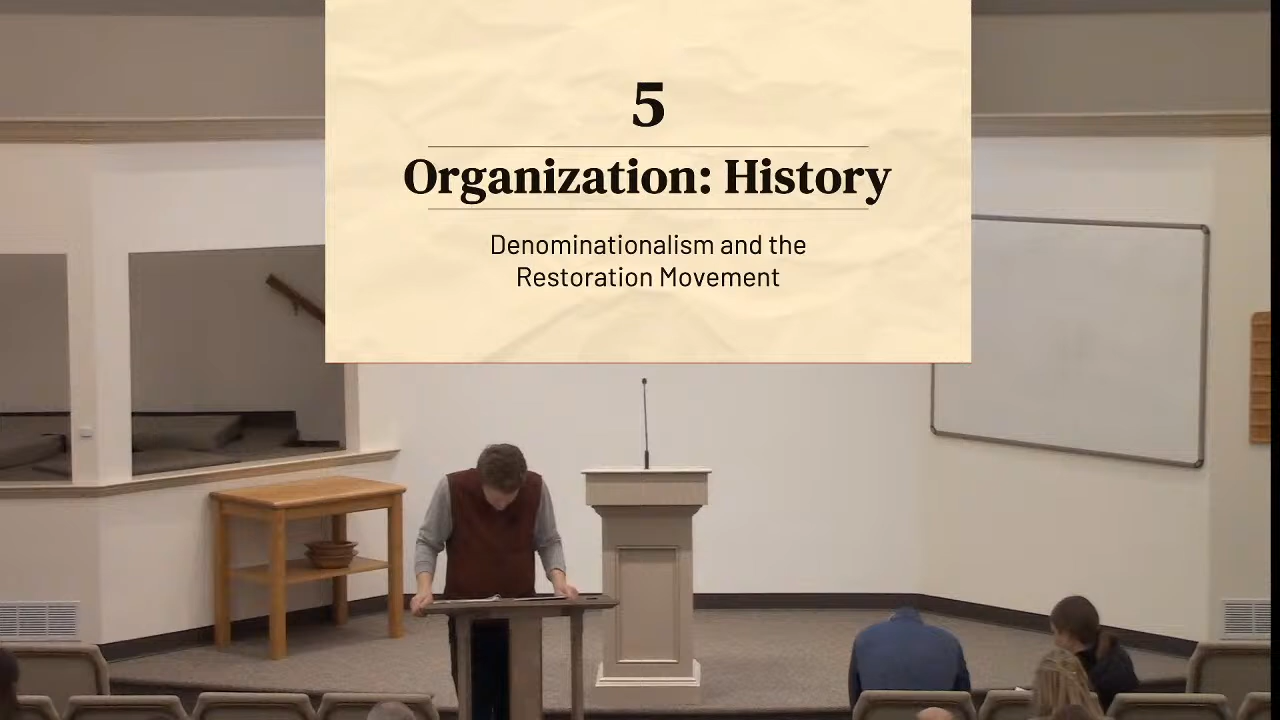 5
Organization: History
Denominationalism and the
Restoration Movement